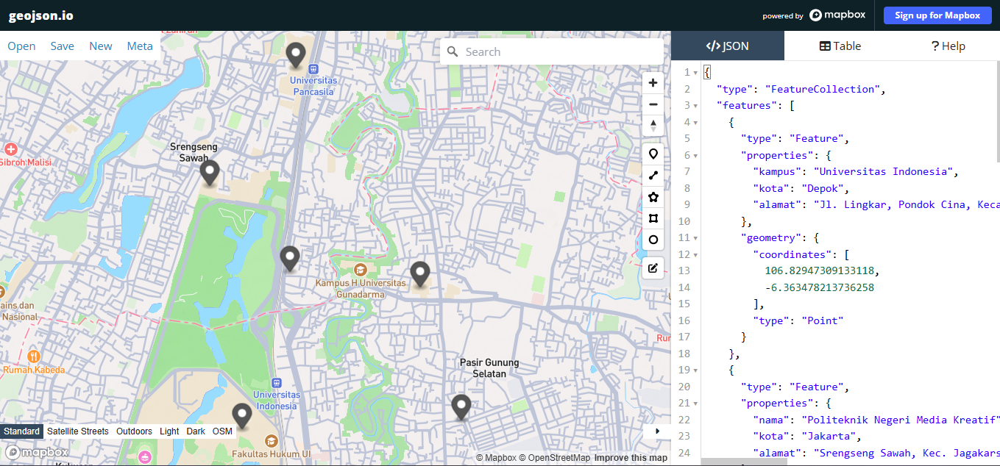 geojson.io
powered by mapbox
Sign up for Mapbox
Open Save New Meta
Search
</>JSON
Table
? Help
Universitas
Pancasila
Srengseng
Sawah
Sibroh Malisi
Kampus H Universitas
Gunadarma
ains dan
Nasional
Rumah Kabeda
Pasir Gunung
Selatan
Universitas
Indonesia
Fakultas Hukum UI
Standard Satellite Streets Outdoors Light Dark OSM
mapbox
© Mapbox © OpenStreetMap Improve this map
1 {
2 "type": "FeatureCollection",
3 "features": [
4 {
5 "type": "Feature",
6 "properties": {
7 "kampus": "Universitas Indonesia",
8 "kota": "Depok",
9 "alamat": "Jl. Lingkar, Pondok Cina, Keca
10 },
11 "geometry": {
12 "coordinates": [
13 106.82947309133118,
14 -6.363478213736258
15 ],
16 "type": "Point"
17 }
18 },
19 {
20 "type": "Feature",
21 "properties": {
22 "nama": "Politeknik Negeri Media Kreatif"
23 "kota": "Jakarta",
24 "alamat": "Srengseng Sawah, Kec. Jagakars